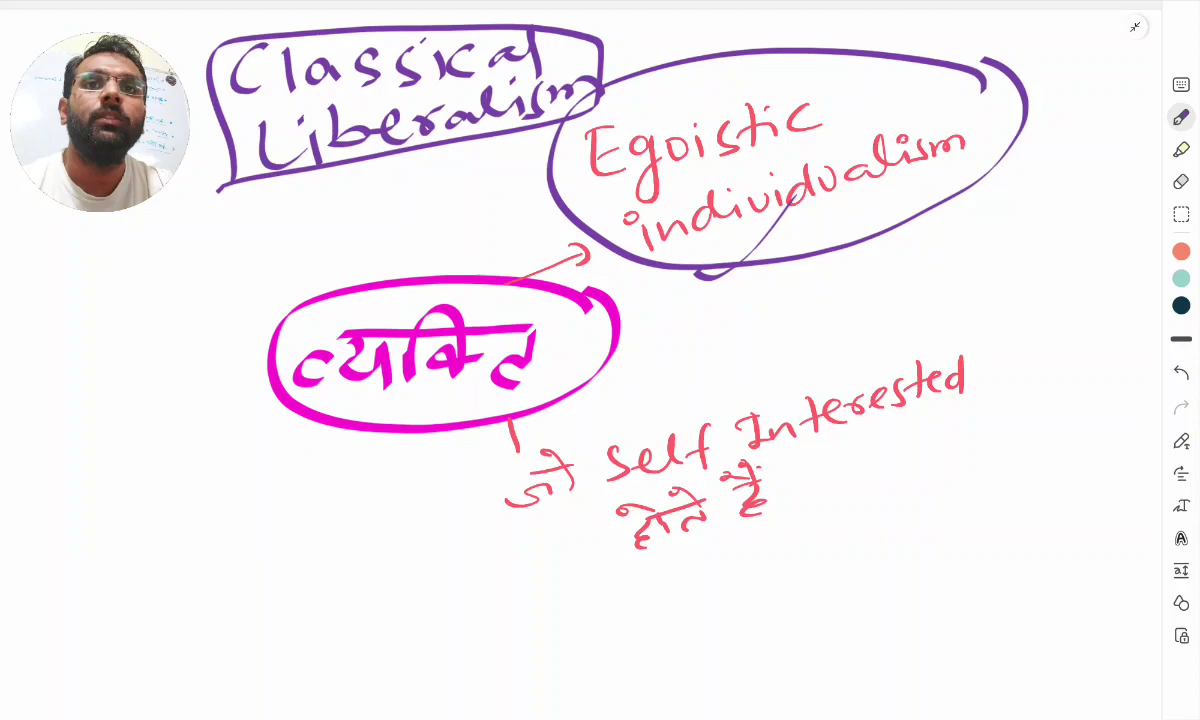 Classical
Liberalism
Egoistic
individualism
व्यक्ति
जो Self Interested
होते हैं